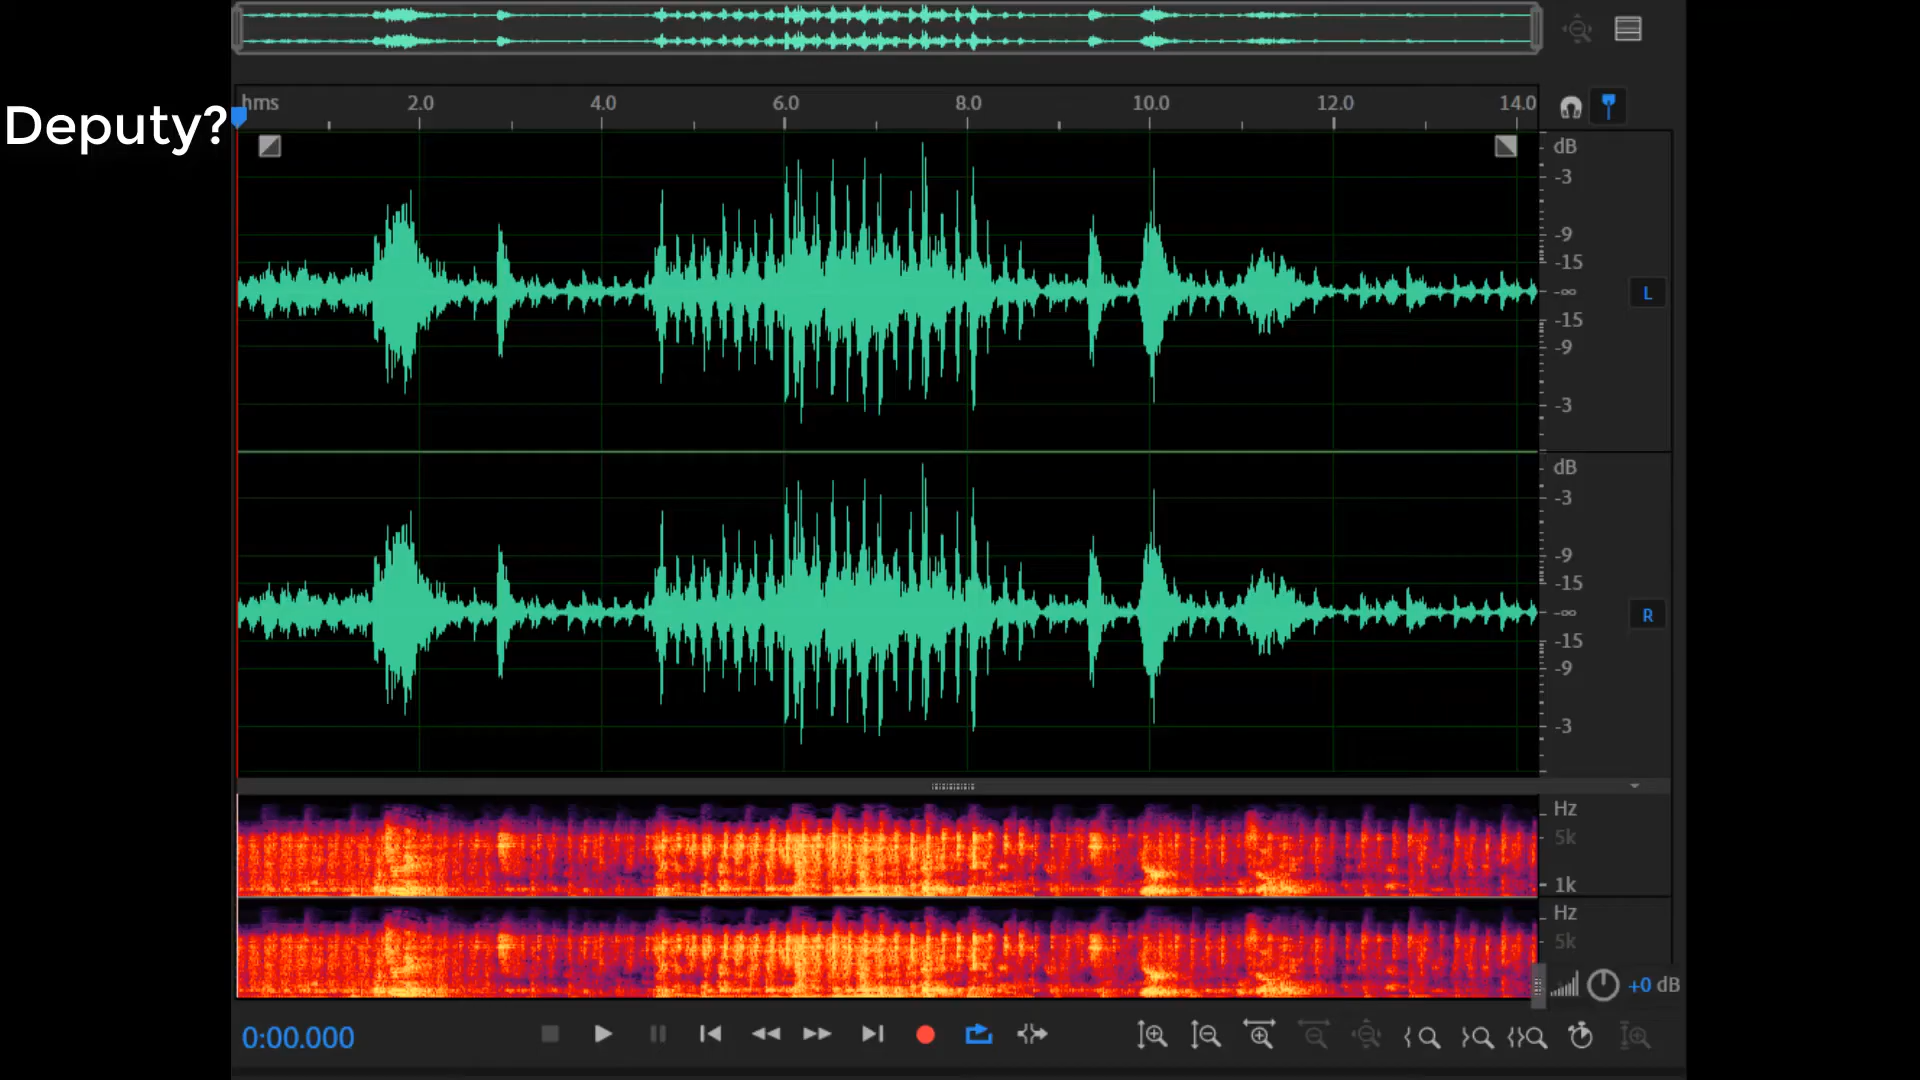 hms 2.0 4.0 6.0 8.0 10.0 12.0 14.0
Deputy?
dB
-3
-9
-15
-∞
-15
-9
-3
L
dB
-3
-9
-15
-∞
-15
-9
-3
R
Hz
5k
1k
Hz
5k
+0 dB
0:00.000